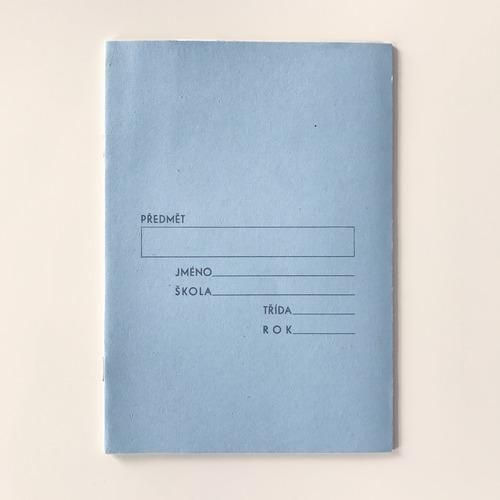 PŘEDMĚT
JMÉNO
ŠKOLA
TŘÍDA
ROK